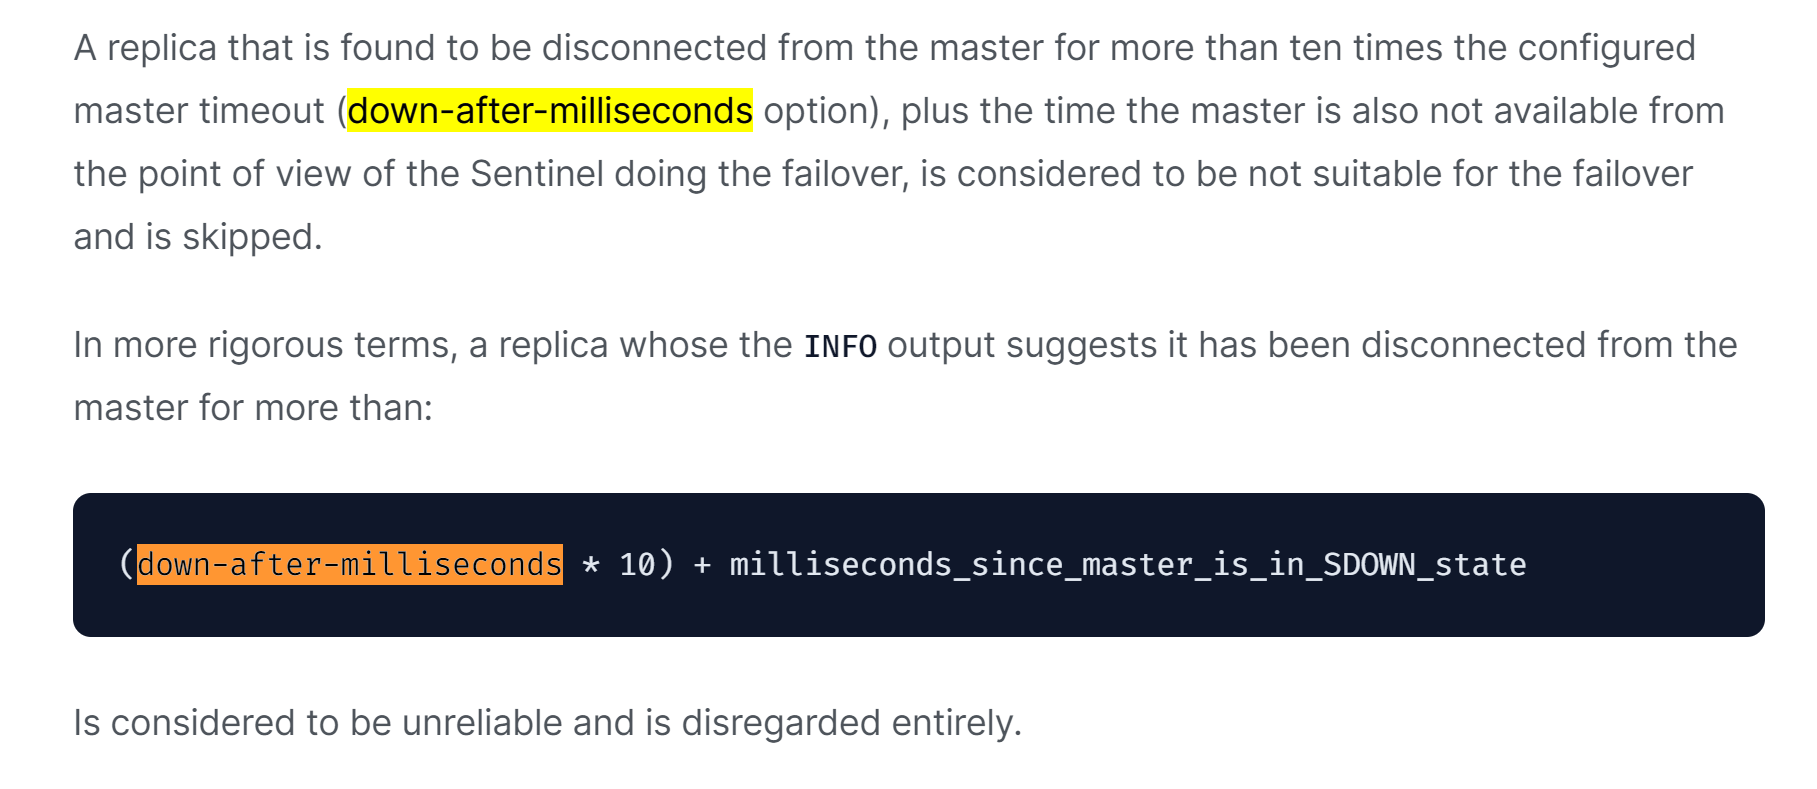 A replica that is found to be disconnected from the master for more than ten times the configured
master timeout (down-after-milliseconds option), plus the time the master is also not available from
the point of view of the Sentinel doing the failover, is considered to be not suitable for the failover
and is skipped.
In more rigorous terms, a replica whose the INFO output suggests it has been disconnected from the
master for more than:
(down-after-milliseconds * 10) + milliseconds_since_master_is_in_SDOWN_state
Is considered to be unreliable and is disregarded entirely.